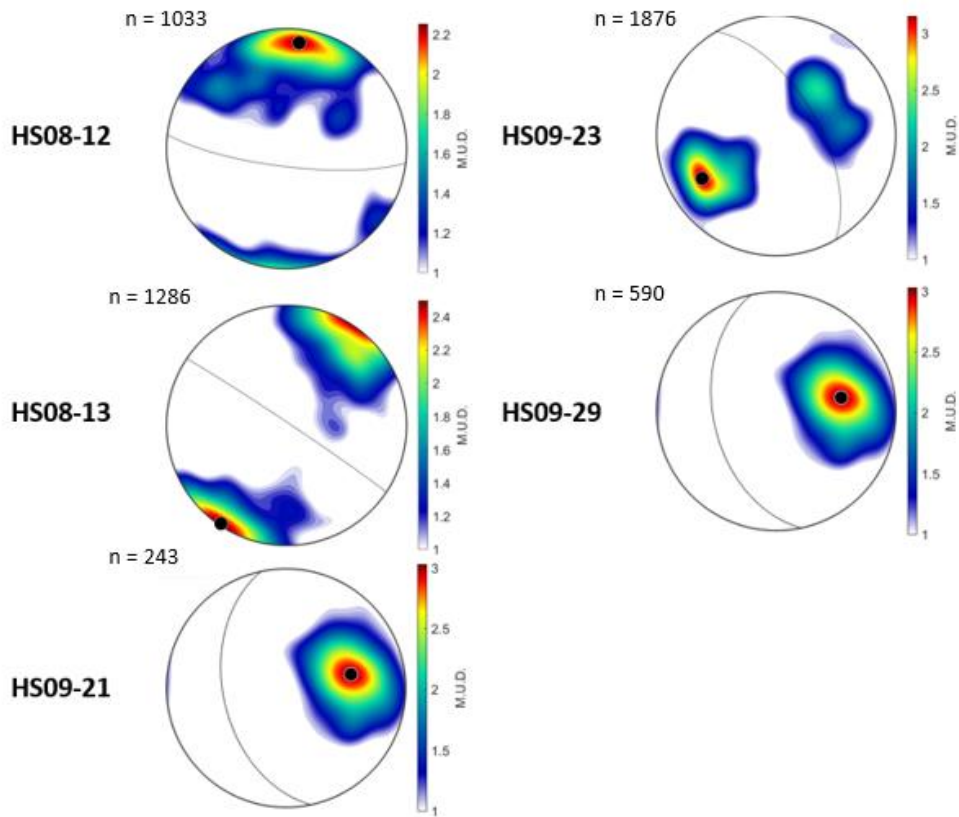 n = 1033
HS08-12
2.2
2
1.8
1.6
1.4
1.2
1
M.U.D.
n = 1876
HS09-23
3
2.5
2
1.5
1
M.U.D.
n = 1286
HS08-13
2.4
2.2
2
1.8
1.6
1.4
1.2
1
M.U.D.
n = 590
HS09-29
3
2.5
2
1.5
1
M.U.D.
n = 243
HS09-21
3
2.5
2
1.5
1
M.U.D.